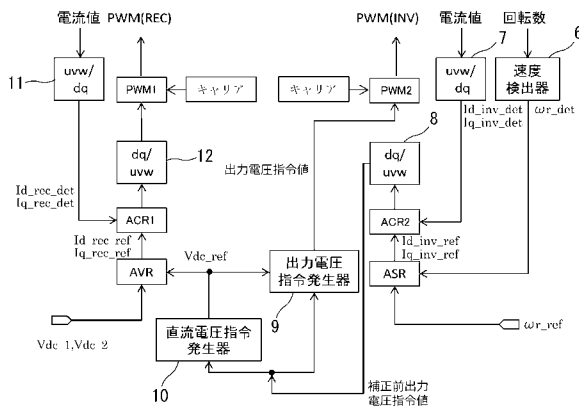 電流値
PWM(REC)
PWM(INV)
電流値
回転数
11
7
6
uvw/
dq
PWM1
キャリア
キャリア
PWM2
uvw/
dq
速度
検出器
Id_inv_det
Iq_inv_det
ωr_det
8
12
dq/
uvw
出力電圧指令値
dq/
uvw
Id_rec_det
Iq_rec_det
ACR1
ACR2
Id_rec_ref
Iq_rec_ref
Vdc_ref
Id_inv_ref
Iq_inv_ref
AVR
出力電圧
指令発生器
ASR
9
Vdc_1,Vdc_2
直流電圧指令
発生器
ωr_ref
10
補正前出力
電圧指令値